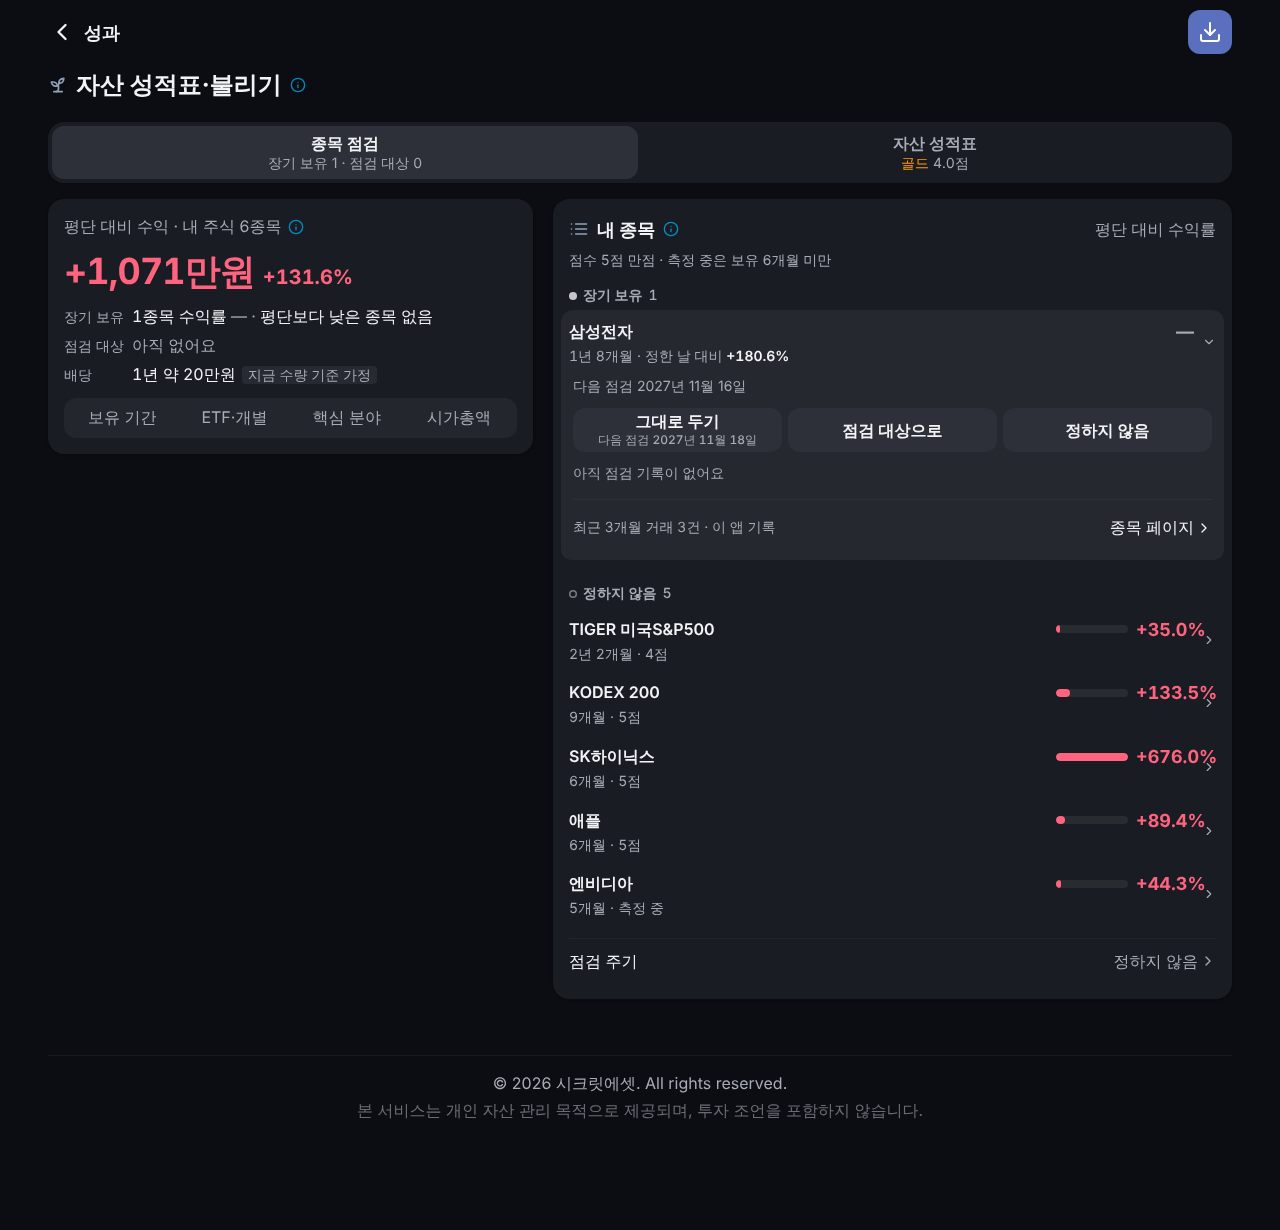 성과
자산 성적표·불리기
종목 점검
장기 보유 1 · 점검 대상 0
자산 성적표
골드 4.0점
평단 대비 수익 · 내 주식 6종목
+1,071만원 +131.6%
장기 보유 1종목 수익률 — · 평단보다 낮은 종목 없음
점검 대상 아직 없어요
배당 1년 약 20만원 지금 수량 기준 가정
보유 기간 ETF·개별 핵심 분야 시가총액
내 종목 평단 대비 수익률
점수 5점 만점 · 측정 중은 보유 6개월 미만
장기 보유 1
삼성전자 —
1년 8개월 · 정한 날 대비 +180.6%
다음 점검 2027년 11월 16일
그대로 두기
다음 점검 2027년 11월 18일
점검 대상으로
정하지 않음
아직 점검 기록이 없어요
최근 3개월 거래 3건 · 이 앱 기록 종목 페이지
정하지 않음 5
TIGER 미국S&P500 +35.0%
2년 2개월 · 4점
KODEX 200 +133.5%
9개월 · 5점
SK하이닉스 +676.0%
6개월 · 5점
애플 +89.4%
6개월 · 5점
엔비디아 +44.3%
5개월 · 측정 중
점검 주기 정하지 않음
© 2026 시크릿에셋. All rights reserved.
본 서비스는 개인 자산 관리 목적으로 제공되며, 투자 조언을 포함하지 않습니다.